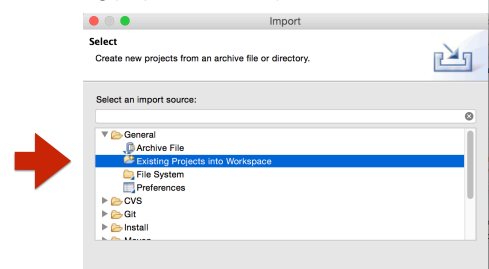 Import
Select
Create new projects from an archive file or directory.
Select an import source:
General
Archive File
Existing Projects into Workspace
File System
Preferences
CVS
Git
Install